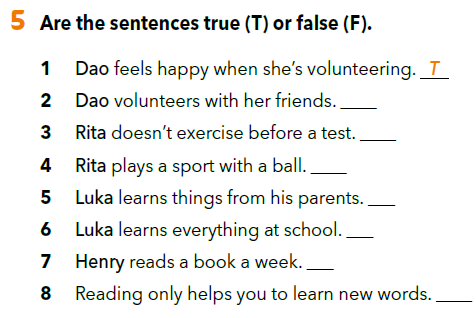 5 Are the sentences true (T) or false (F).
1 Dao feels happy when she's volunteering. T
2 Dao volunteers with her friends. ____
3 Rita doesn't exercise before a test. ____
4 Rita plays a sport with a ball. ____
5 Luka learns things from his parents. ___
6 Luka learns everything at school. ___
7 Henry reads a book a week. ___
8 Reading only helps you to learn new words. ____